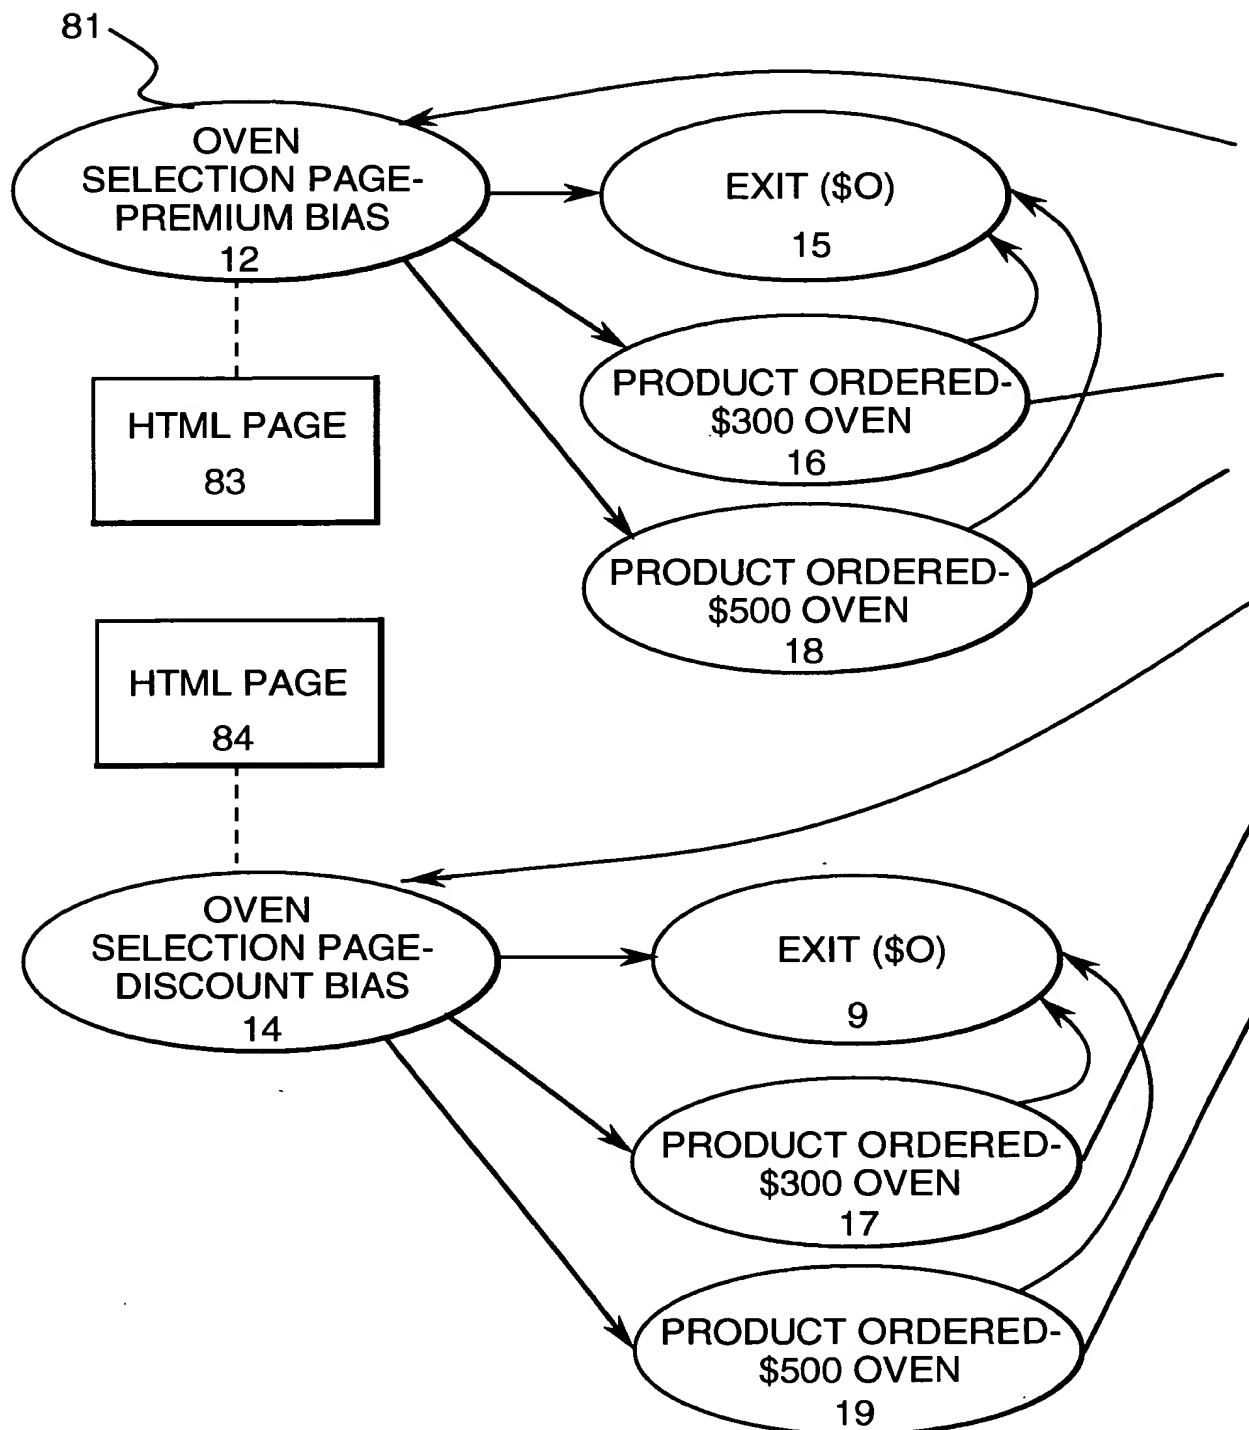 81
OVEN
SELECTION PAGE-
PREMIUM BIAS
12
EXIT ($O)
15
HTML PAGE
83
PRODUCT ORDERED-
$300 OVEN
16
PRODUCT ORDERED-
$500 OVEN
18
HTML PAGE
84
OVEN
SELECTION PAGE-
DISCOUNT BIAS
14
EXIT ($O)
9
PRODUCT ORDERED-
$300 OVEN
17
PRODUCT ORDERED-
$500 OVEN
19